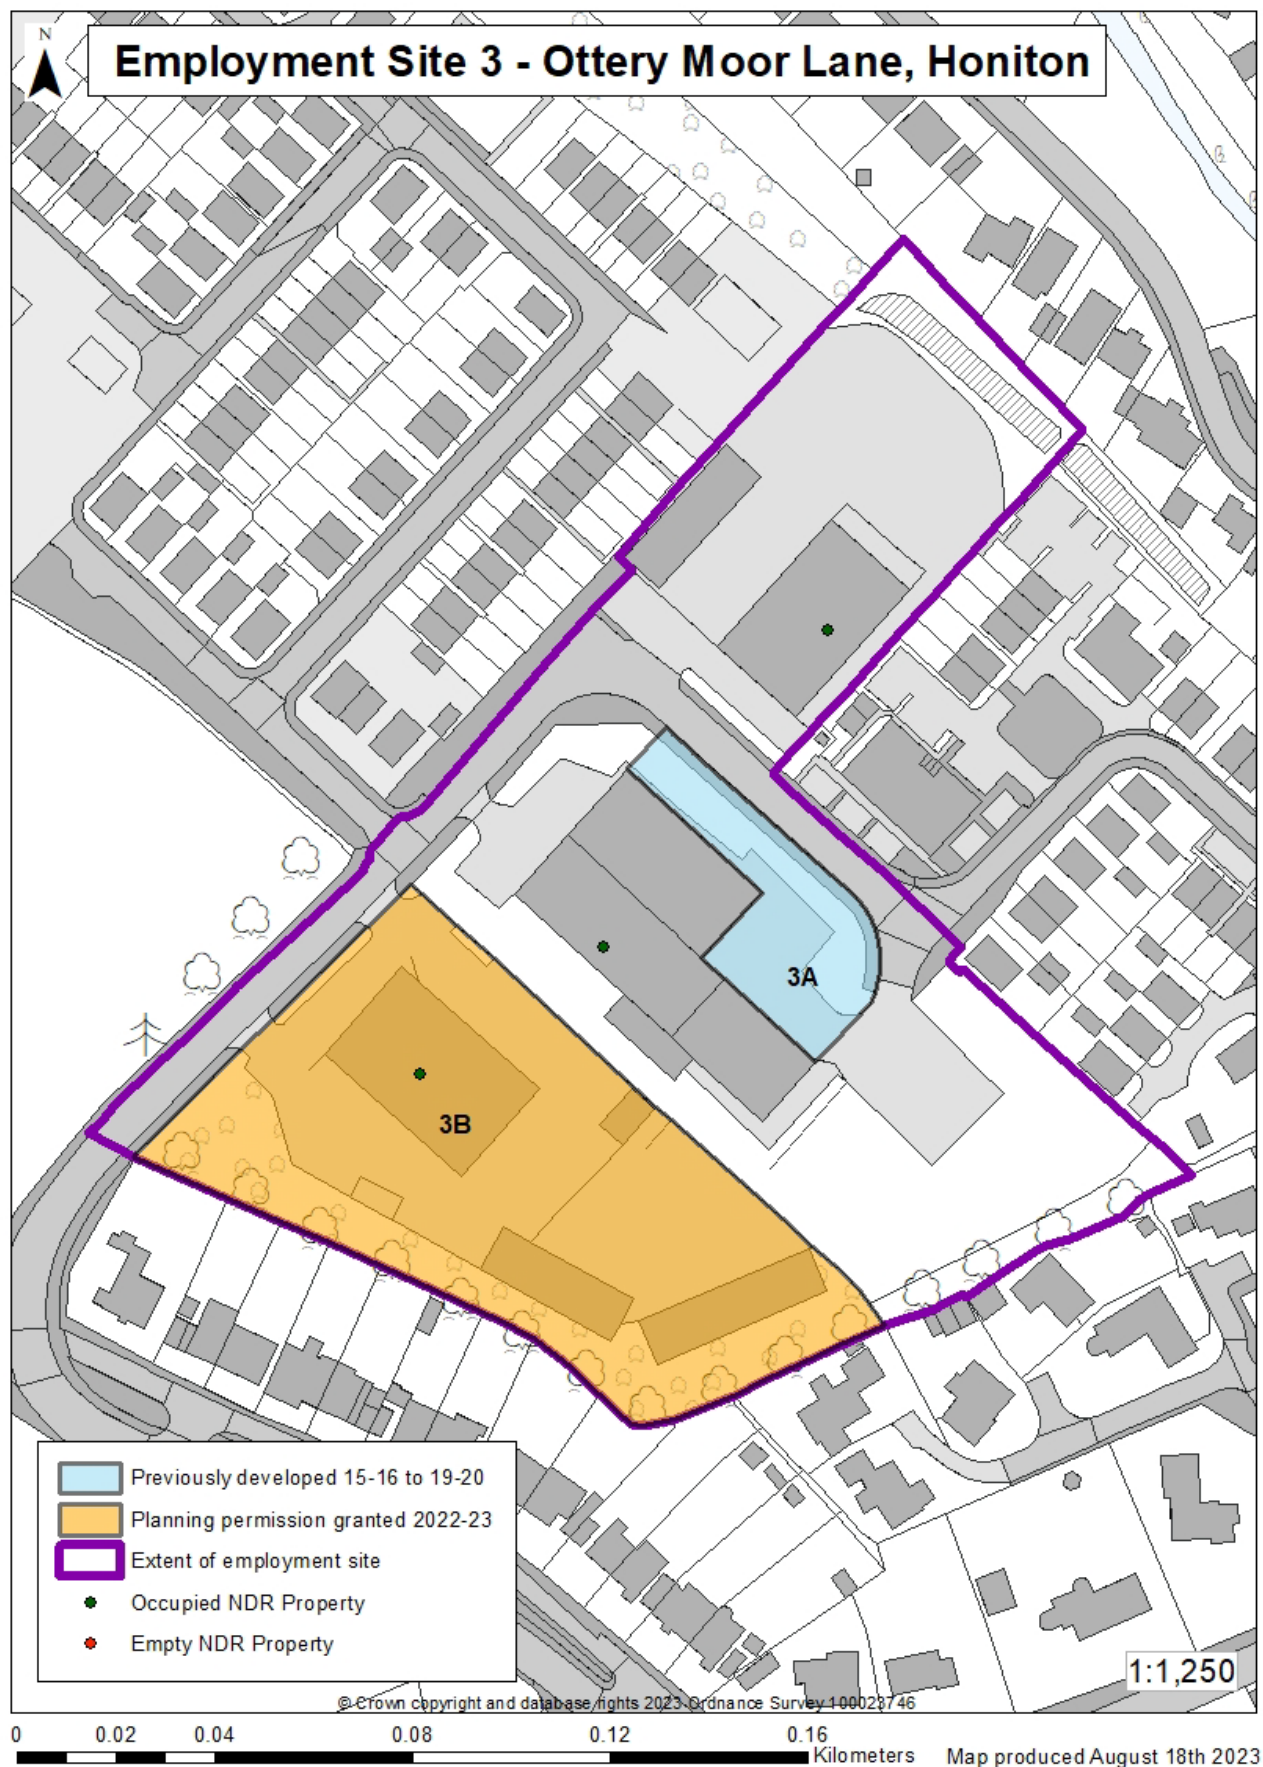 N
Employment Site 3 - Ottery Moor Lane, Honiton
3A
3B
Previously developed 15-16 to 19-20
Planning permission granted 2022-23
Extent of employment site
Occupied NDR Property
Empty NDR Property
1:1,250
© Crown copyright and database rights 2023 Ordnance Survey 100023746
0 0.02 0.04 0.08 0.12 0.16
Kilometers
Map produced August 18th 2023